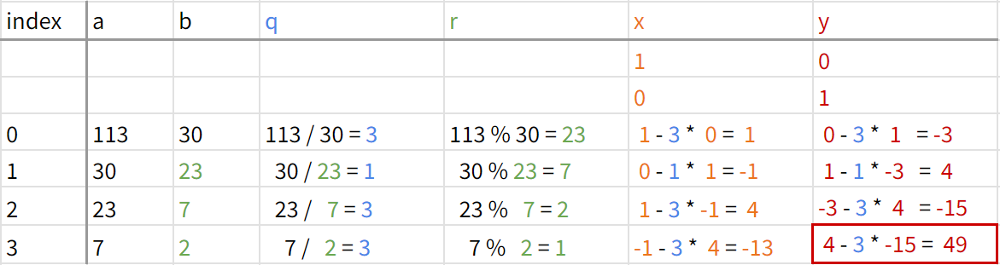 index a b q r x y
1 0
0 1
0 113 30 113 / 30 = 3 113 % 30 = 23 1 - 3 * 0 = 1 0 - 3 * 1 = -3
1 30 23 30 / 23 = 1 30 % 23 = 7 0 - 1 * 1 = -1 1 - 1 * -3 = 4
2 23 7 23 / 7 = 3 23 % 7 = 2 1 - 3 * -1 = 4 -3 - 3 * 4 = -15
3 7 2 7 / 2 = 3 7 % 2 = 1 -1 - 3 * 4 = -13 4 - 3 * -15 = 49